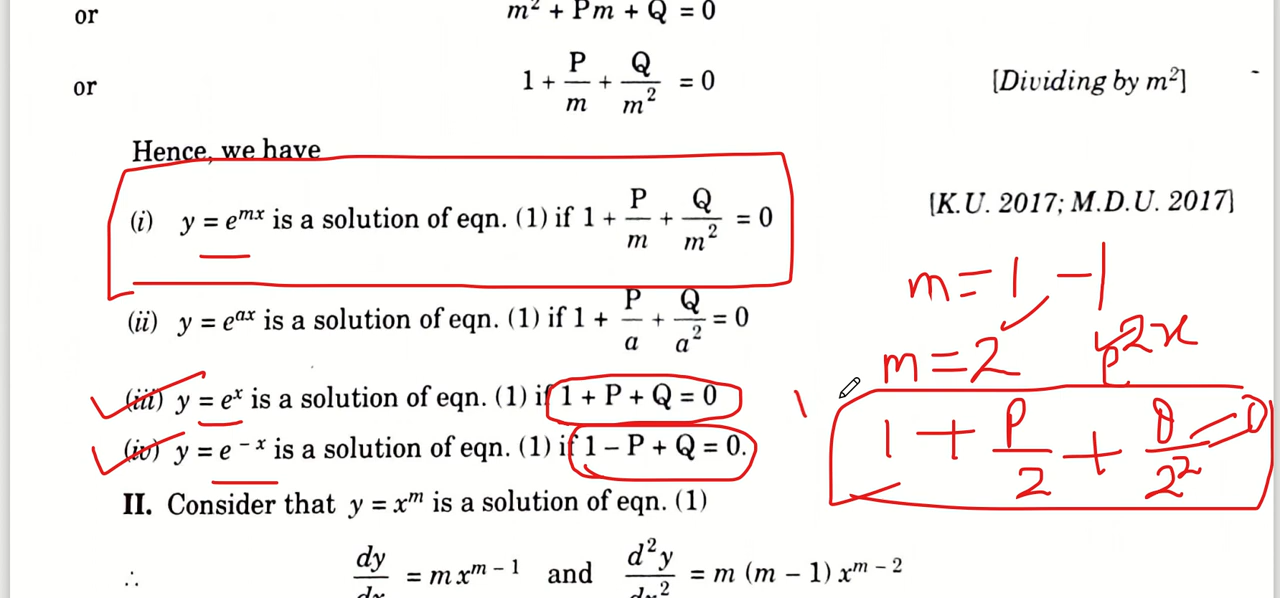 or m² + Pm + Q = 0
or 1 + P/m + Q/m² = 0 [Dividing by m²]
Hence, we have
(i) y = e^{mx} is a solution of eqn. (1) if 1 + P/m + Q/m² = 0 [K.U. 2017; M.D.U. 2017]
(ii) y = e^{ax} is a solution of eqn. (1) if 1 + P/a + Q/a² = 0
(iii) y = e^{x} is a solution of eqn. (1) if 1 + P + Q = 0
(iv) y = e^{-x} is a solution of eqn. (1) if 1 – P + Q = 0.
II. Consider that y = x^{m} is a solution of eqn. (1)
∴ dy/dx = mx^{m – 1} and d²y/dx² = m (m – 1) x^{m – 2}
m = 1, -1
m = 2 e^{2x}
1 + P/2 + Q/2² = 0